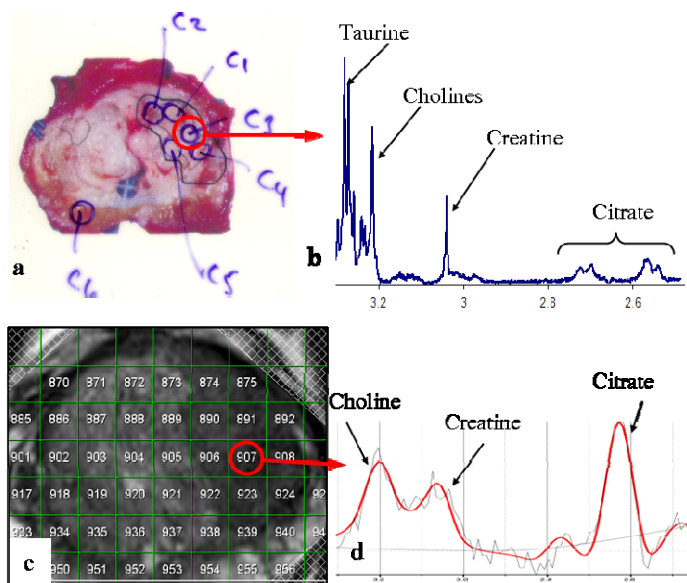 C2
C1
C3
C4
C5
C6
a
Taurine
Cholines
Creatine
Citrate
b
3.2 3 2.8 2.6
870 871 872 873 874 875
885 886 887 888 889 890 891 892
901 902 903 904 905 906 907 908
917 918 919 920 921 922 923 924 92
933 934 935 936 937 938 939 940 94
950 951 952 953 954 955 956
c
Choline
Creatine
Citrate
d